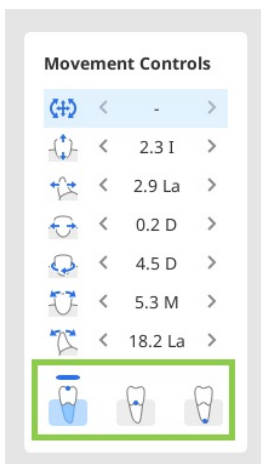 Movement Controls
< - >
< 2.3 I >
< 2.9 La >
< 0.2 D >
< 4.5 D >
< 5.3 M >
< 18.2 La >